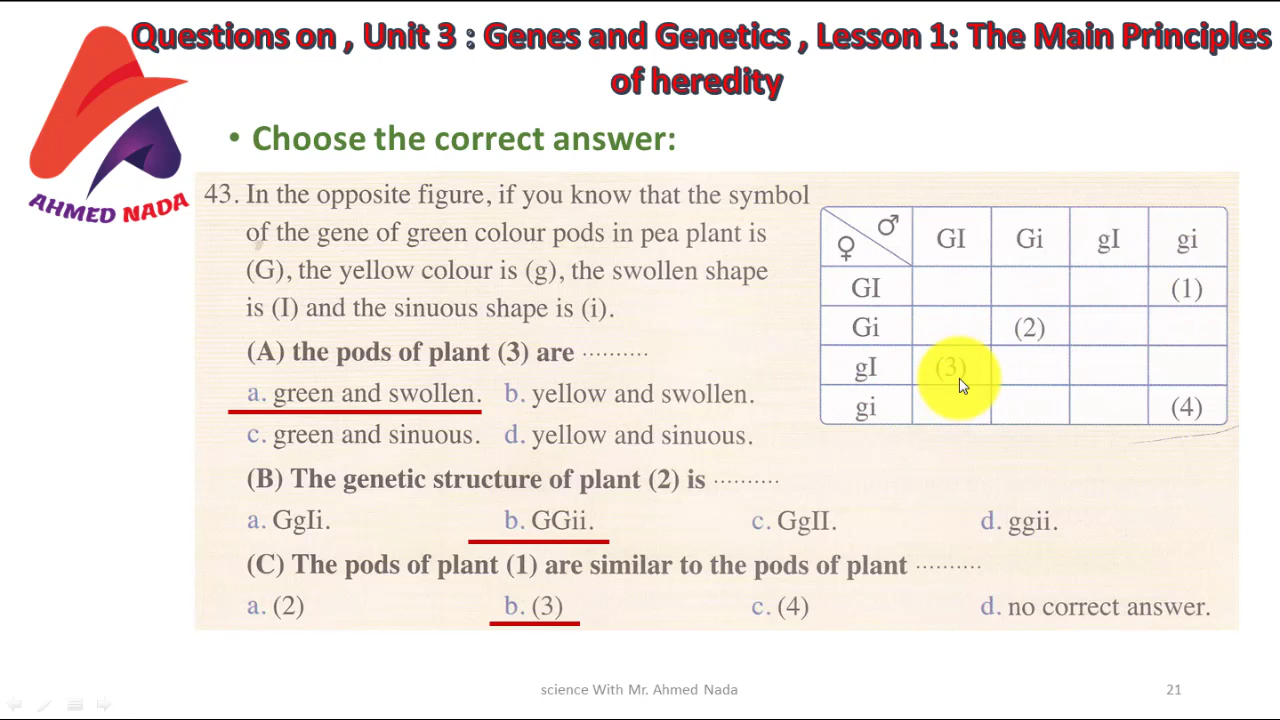 Questions on , Unit 3 : Genes and Genetics , Lesson 1: The Main Principles
of heredity
AHMED NADA
• Choose the correct answer:
43. In the opposite figure, if you know that the symbol
of the gene of green colour pods in pea plant is
(G), the yellow colour is (g), the swollen shape
is (I) and the sinuous shape is (i).
♀ ♂ GI Gi gI gi
GI (1)
Gi (2)
gI (3)
gi (4)
(A) the pods of plant (3) are ..........
a. green and swollen. b. yellow and swollen.
c. green and sinuous. d. yellow and sinuous.
(B) The genetic structure of plant (2) is ..........
a. GgIi. b. GGii. c. GgII. d. ggii.
(C) The pods of plant (1) are similar to the pods of plant ..........
a. (2) b. (3) c. (4) d. no correct answer.
science With Mr. Ahmed Nada
21